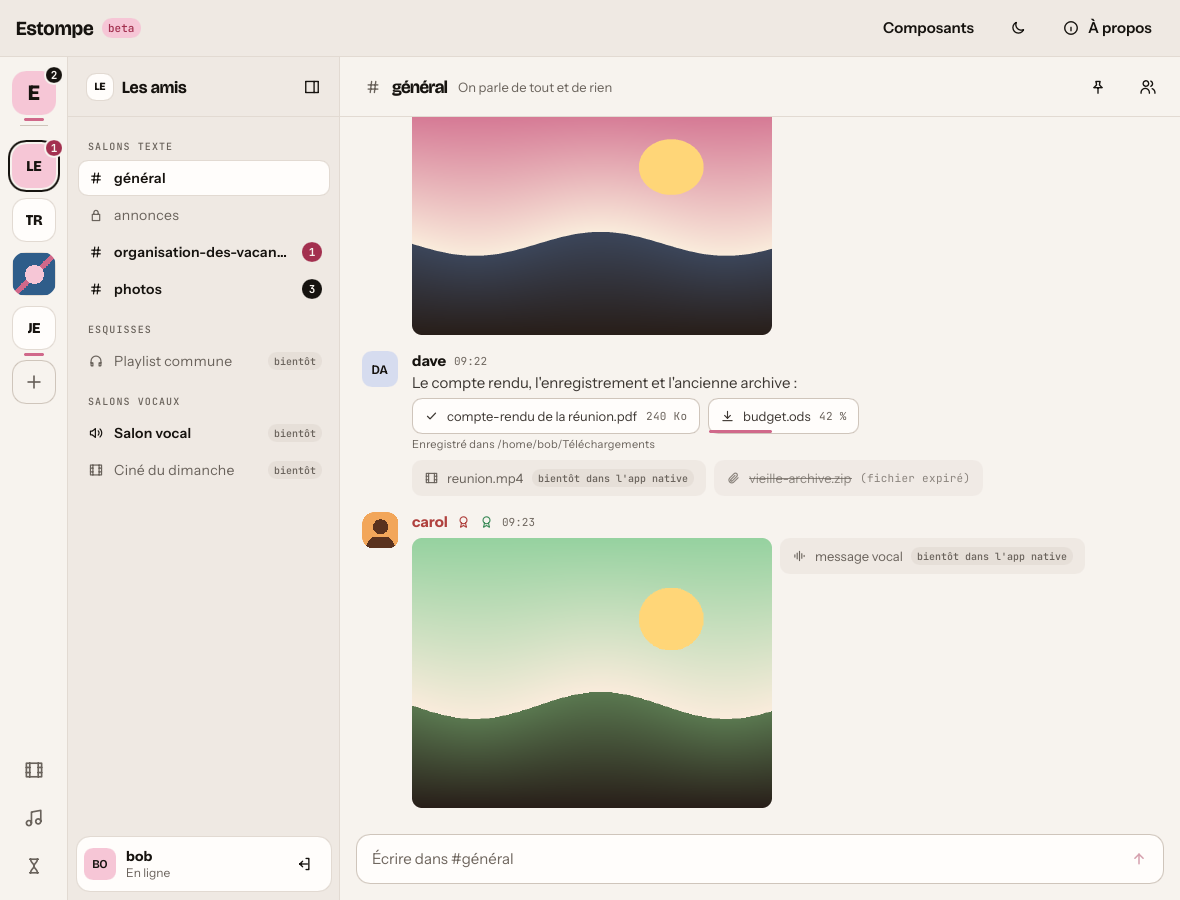 Estompe beta
Composants
À propos
E 2
LE 1
TR
JE
LE Les amis
SALONS TEXTE
général
annonces
organisation-des-vacan... 1
photos 3
ESQUISSES
Playlist commune bientôt
SALONS VOCAUX
Salon vocal bientôt
Ciné du dimanche bientôt
BO bob
En ligne
# général On parle de tout et de rien
DA dave 09:22
Le compte rendu, l'enregistrement et l'ancienne archive :
compte-rendu de la réunion.pdf 240 Ko
budget.ods 42 %
Enregistré dans /home/bob/Téléchargements
reunion.mp4 bientôt dans l'app native
vieille-archive.zip (fichier expiré)
carol 09:23
message vocal bientôt dans l'app native
Écrire dans #général